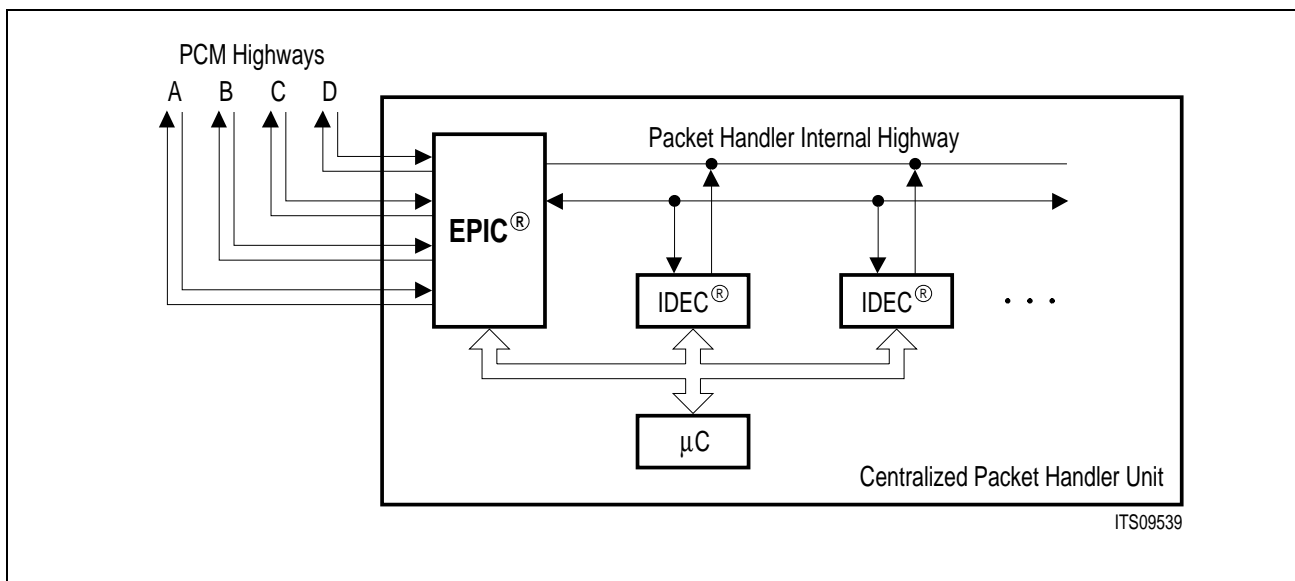 PCM Highways
A B C D
Packet Handler Internal Highway
EPIC®
IDEC® IDEC® . . .
µC
Centralized Packet Handler Unit
ITS09539